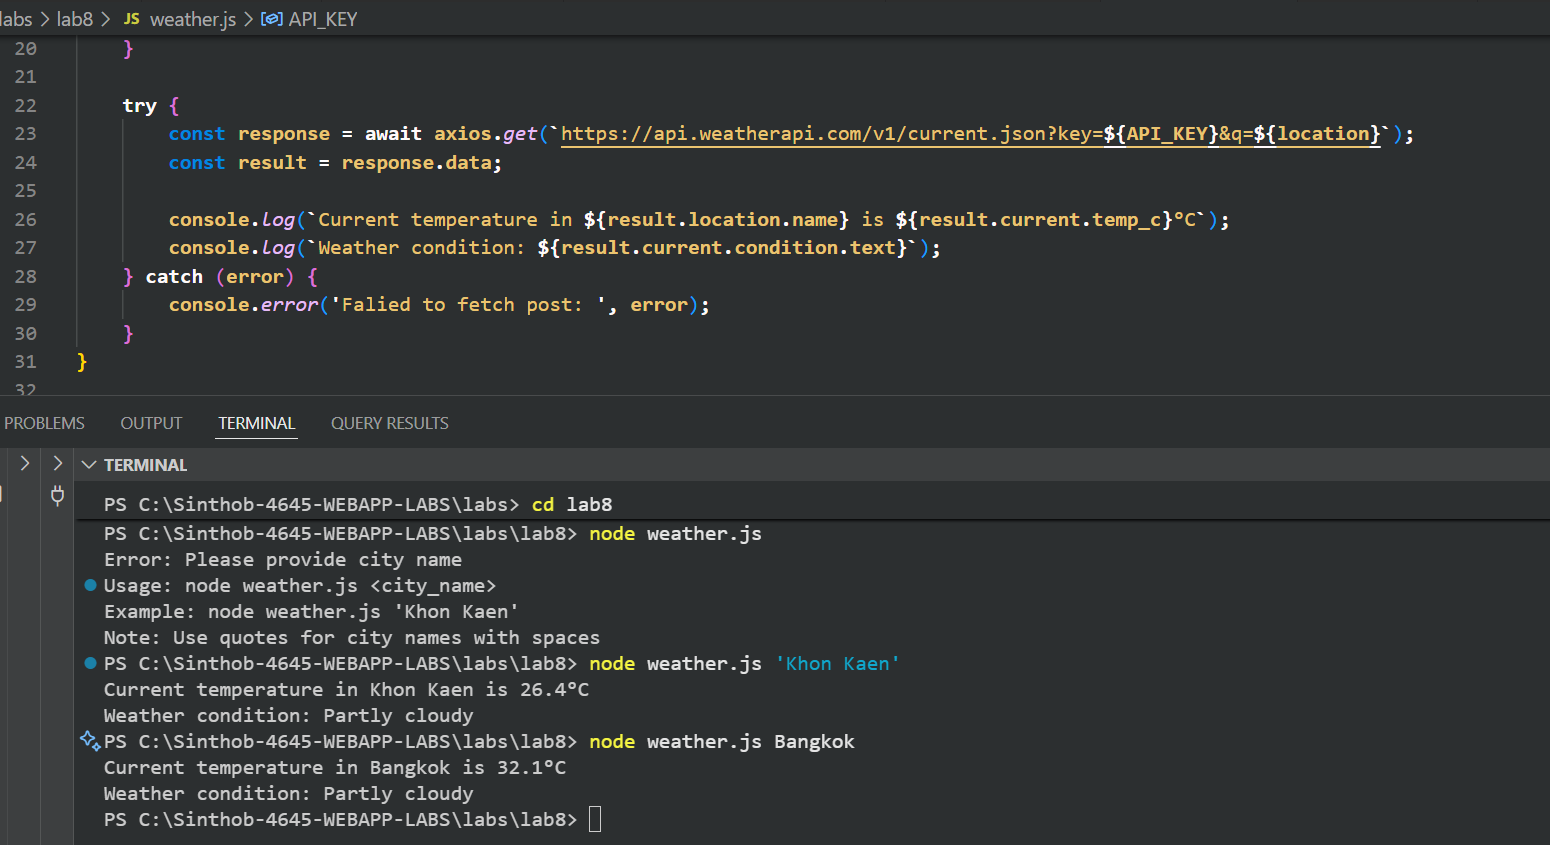 labs > lab8 > JS weather.js > API_KEY
20 }
21
22 try {
23 const response = await axios.get(`https://api.weatherapi.com/v1/current.json?key=${API_KEY}&q=${location}`);
24 const result = response.data;
25
26 console.log(`Current temperature in ${result.location.name} is ${result.current.temp_c}°C`);
27 console.log(`Weather condition: ${result.current.condition.text}`);
28 } catch (error) {
29 console.error('Falied to fetch post: ', error);
30 }
31 }
32
PROBLEMS OUTPUT TERMINAL QUERY RESULTS
TERMINAL
PS C:\Sinthob-4645-WEBAPP-LABS\labs> cd lab8
PS C:\Sinthob-4645-WEBAPP-LABS\labs\lab8> node weather.js
Error: Please provide city name
Usage: node weather.js <city_name>
Example: node weather.js 'Khon Kaen'
Note: Use quotes for city names with spaces
PS C:\Sinthob-4645-WEBAPP-LABS\labs\lab8> node weather.js 'Khon Kaen'
Current temperature in Khon Kaen is 26.4°C
Weather condition: Partly cloudy
PS C:\Sinthob-4645-WEBAPP-LABS\labs\lab8> node weather.js Bangkok
Current temperature in Bangkok is 32.1°C
Weather condition: Partly cloudy
PS C:\Sinthob-4645-WEBAPP-LABS\labs\lab8>